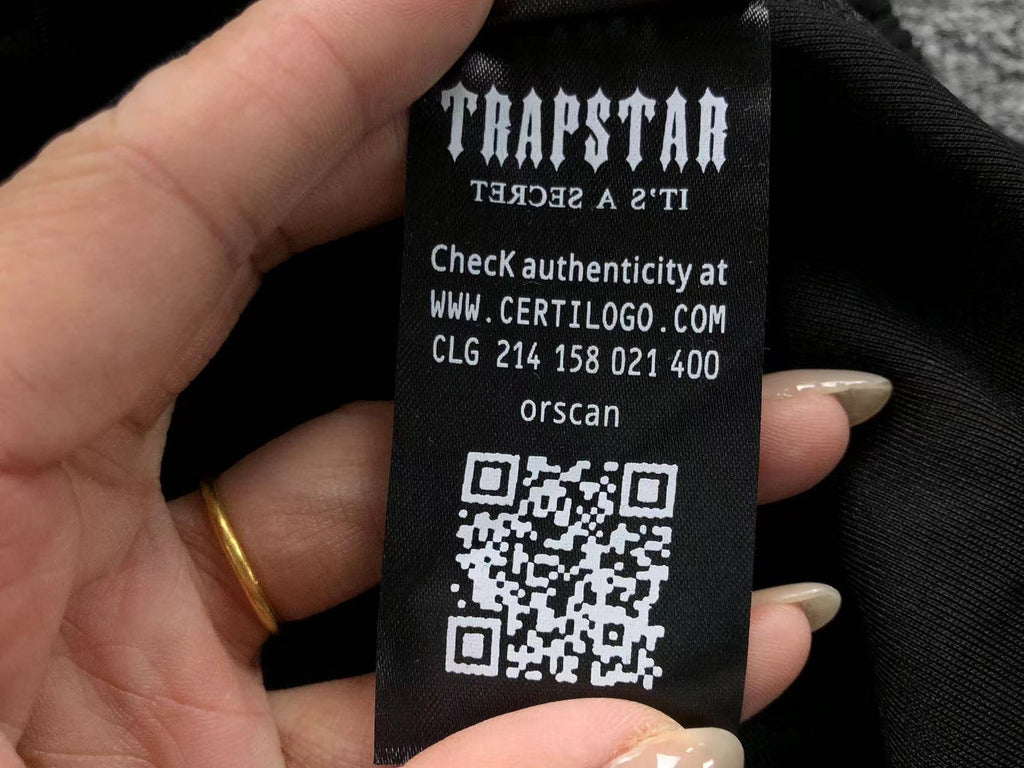 TRAPSTAR
IT'S A SECRET
ChecK authenticity at
WWW.CERTILOGO.COM
CLG 214 158 021 400
orscan